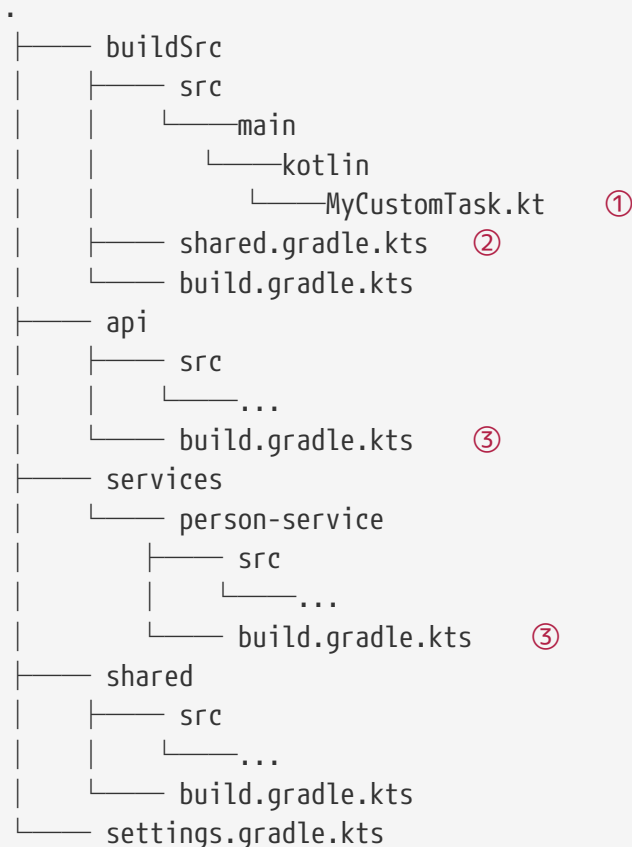 .
├── buildSrc
│   ├── src
│   │   └──main
│   │      └──kotlin
│   │         └──MyCustomTask.kt ①
│   ├── shared.gradle.kts ②
│   └── build.gradle.kts
├── api
│   ├── src
│   │   └──...
│   └── build.gradle.kts ③
├── services
│   └── person-service
│       ├── src
│       │   └──...
│       └── build.gradle.kts ③
├── shared
│   ├── src
│   │   └──...
│   └── build.gradle.kts
└── settings.gradle.kts